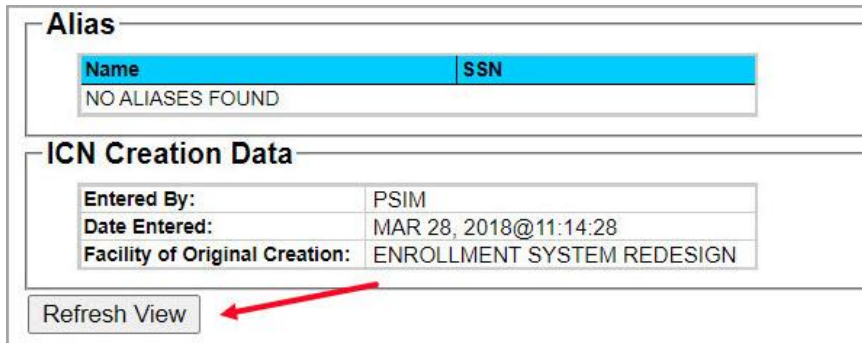 Alias
Name SSN
NO ALIASES FOUND
ICN Creation Data
Entered By: PSIM
Date Entered: MAR 28, 2018@11:14:28
Facility of Original Creation: ENROLLMENT SYSTEM REDESIGN
Refresh View